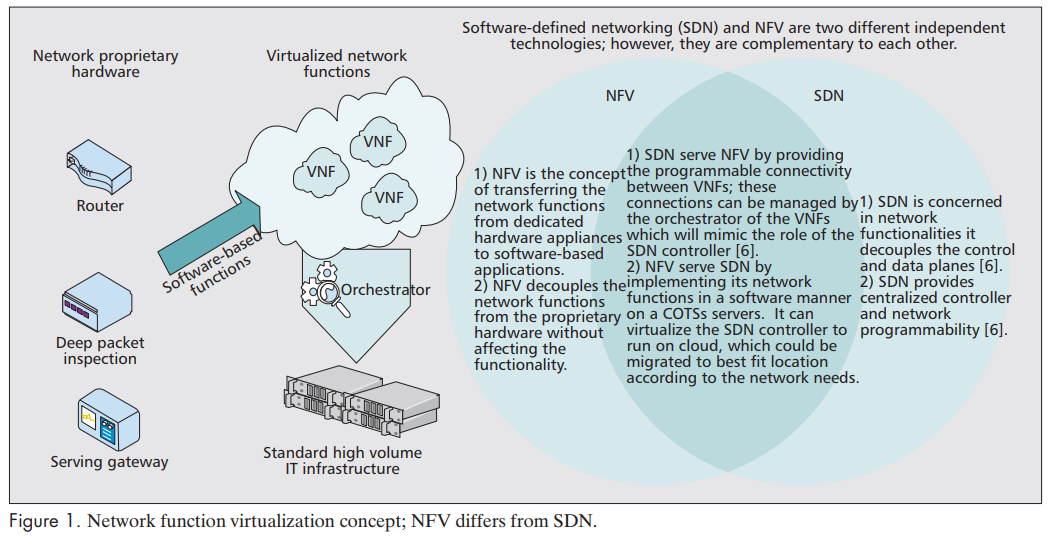 Software-defined networking (SDN) and NFV are two different independent
technologies; however, they are complementary to each other.
Network proprietary
hardware
Router
Deep packet
inspection
Serving gateway
Software-based
functions
Virtualized network
functions
VNF
VNF
VNF
Orchestrator
Standard high volume
IT infrastructure
NFV
1) NFV is the concept
of transferring the
network functions
from dedicated
hardware appliances
to software-based
applications.
2) NFV decouples the
network functions
from the proprietary
hardware without
affecting the
functionality.
1) SDN serve NFV by providing
the programmable connectivity
between VNFs; these
connections can be managed by
the orchestrator of the VNFs
which will mimic the role of the
SDN controller [6].
2) NFV serve SDN by
implementing its network
functions in a software manner
on a COTSs servers. It can
virtualize the SDN controller to
run on cloud, which could be
migrated to best fit location
according to the network needs.
SDN
1) SDN is concerned
in network
functionalities it
decouples the control
and data planes [6].
2) SDN provides
centralized controller
and network
programmability [6].
Figure 1. Network function virtualization concept; NFV differs from SDN.